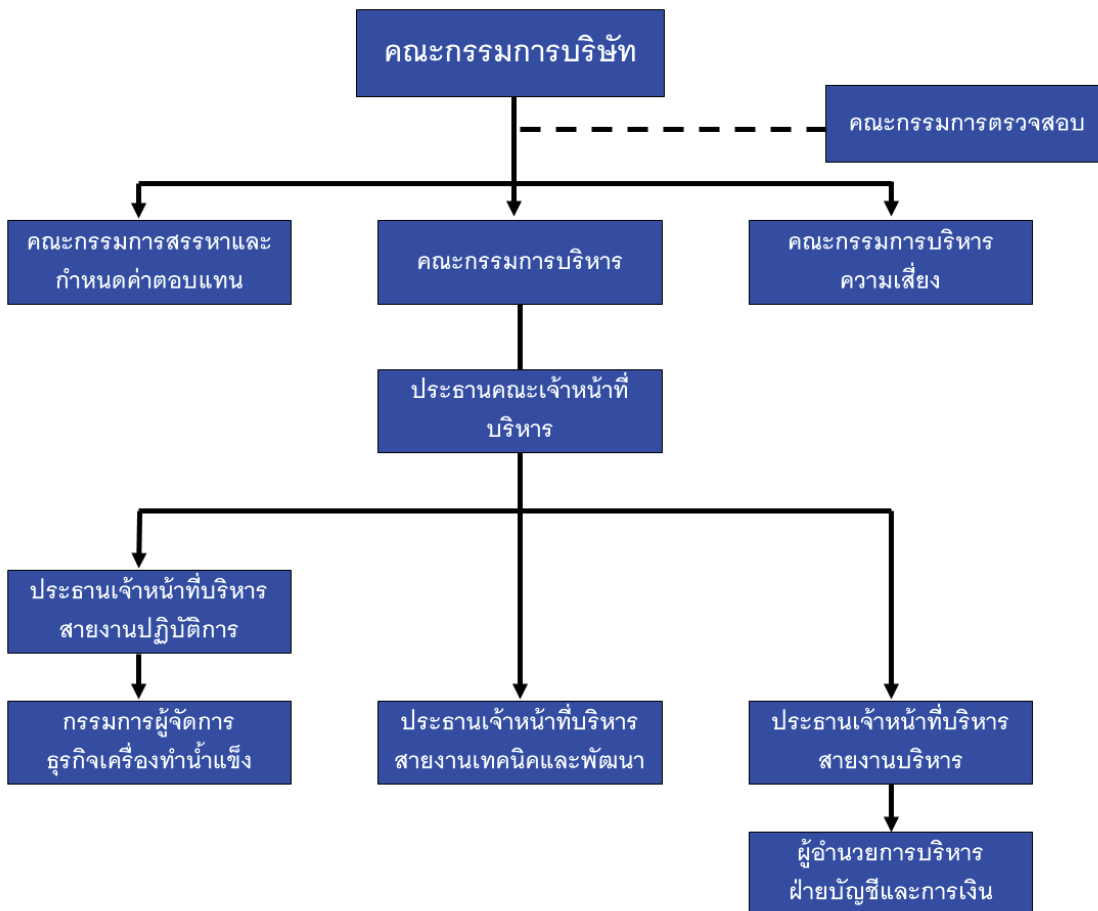 คณะกรรมการบริษัท
คณะกรรมการตรวจสอบ
คณะกรรมการสรรหาและ
กำหนดค่าตอบแทน
คณะกรรมการบริหาร
คณะกรรมการบริหาร
ความเสี่ยง
ประธานคณะเจ้าหน้าที่
บริหาร
ประธานเจ้าหน้าที่บริหาร
สายงานปฏิบัติการ
กรรมการผู้จัดการ
ธุรกิจเครื่องทำน้ำแข็ง
ประธานเจ้าหน้าที่บริหาร
สายงานเทคนิคและพัฒนา
ประธานเจ้าหน้าที่บริหาร
สายงานบริหาร
ผู้อำนวยการบริหาร
ฝ่ายบัญชีและการเงิน